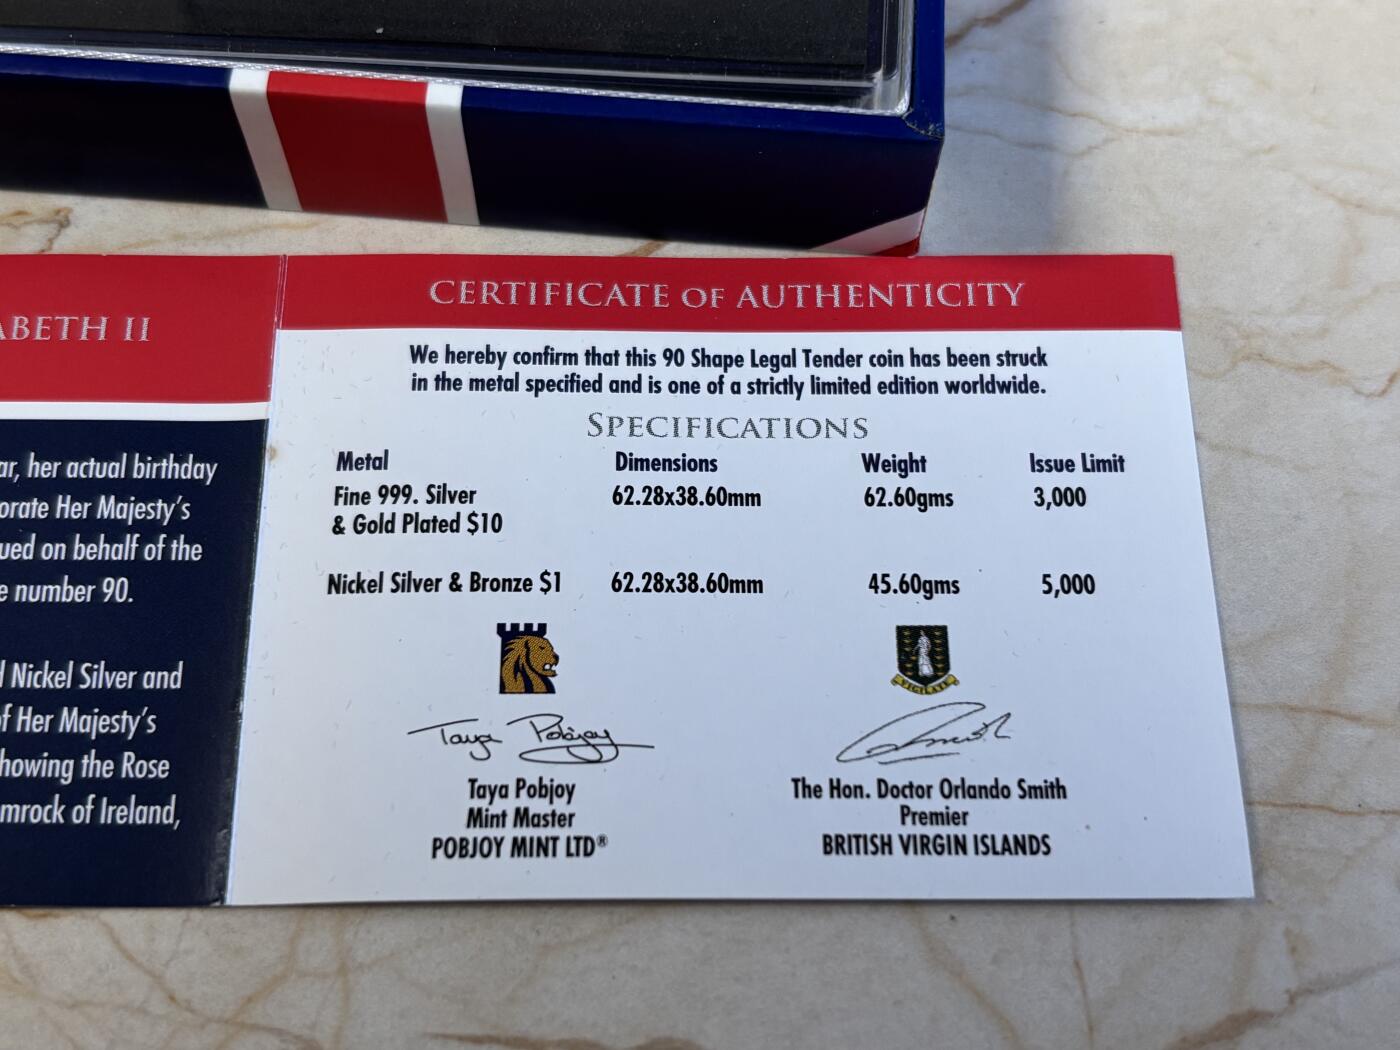 ABETH II
ar, her actual birthday
orate Her Majesty's
ued on behalf of the
e number 90.
l Nickel Silver and
of Her Majesty's
howing the Rose
mrock of Ireland,
CERTIFICATE OF AUTHENTICITY
We hereby confirm that this 90 Shape Legal Tender coin has been struck
in the metal specified and is one of a strictly limited edition worldwide.
SPECIFICATIONS
Metal Dimensions Weight Issue Limit
Fine 999. Silver 62.28x38.60mm 62.60gms 3,000
& Gold Plated $10
Nickel Silver & Bronze $1 62.28x38.60mm 45.60gms 5,000
VIGILATE
Taya Pobjoy
Taya Pobjoy
Mint Master
POBJOY MINT LTD®
The Hon. Doctor Orlando Smith
Premier
BRITISH VIRGIN ISLANDS